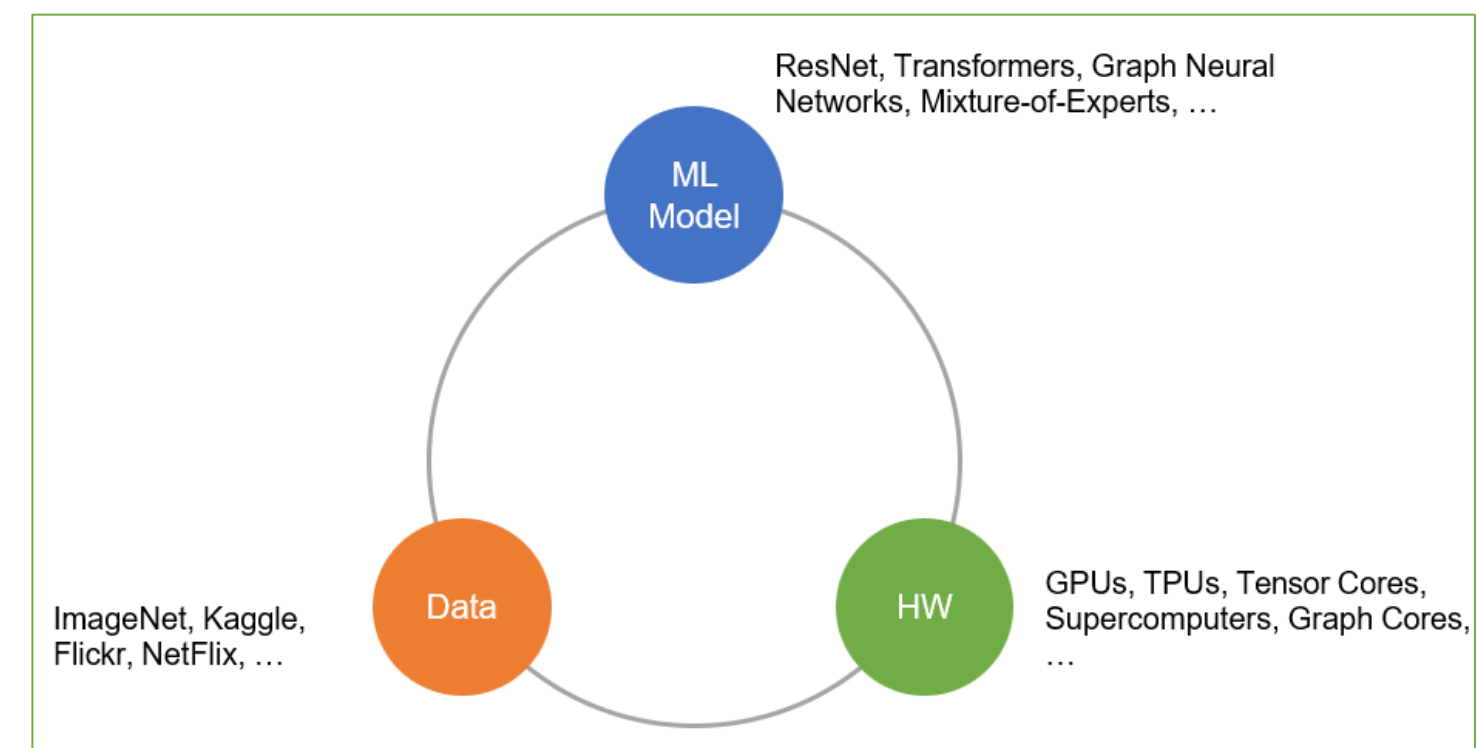 ResNet, Transformers, Graph Neural
Networks, Mixture-of-Experts, …
ML
Model
Data
HW
ImageNet, Kaggle,
Flickr, NetFlix, …
GPUs, TPUs, Tensor Cores,
Supercomputers, Graph Cores,
…